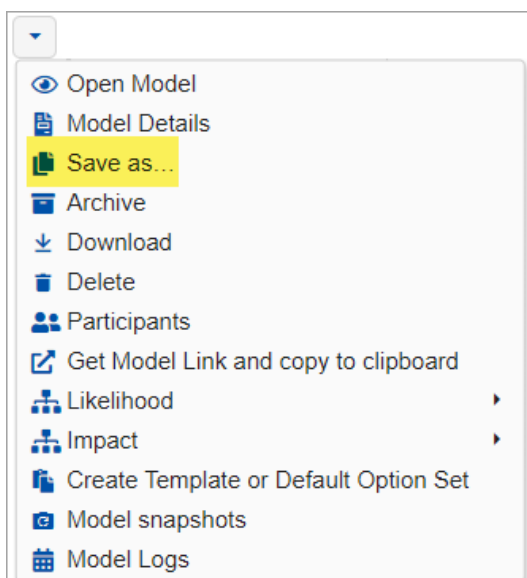 Open Model
Model Details
Save as...
Archive
Download
Delete
Participants
Get Model Link and copy to clipboard
Likelihood
Impact
Create Template or Default Option Set
Model snapshots
Model Logs